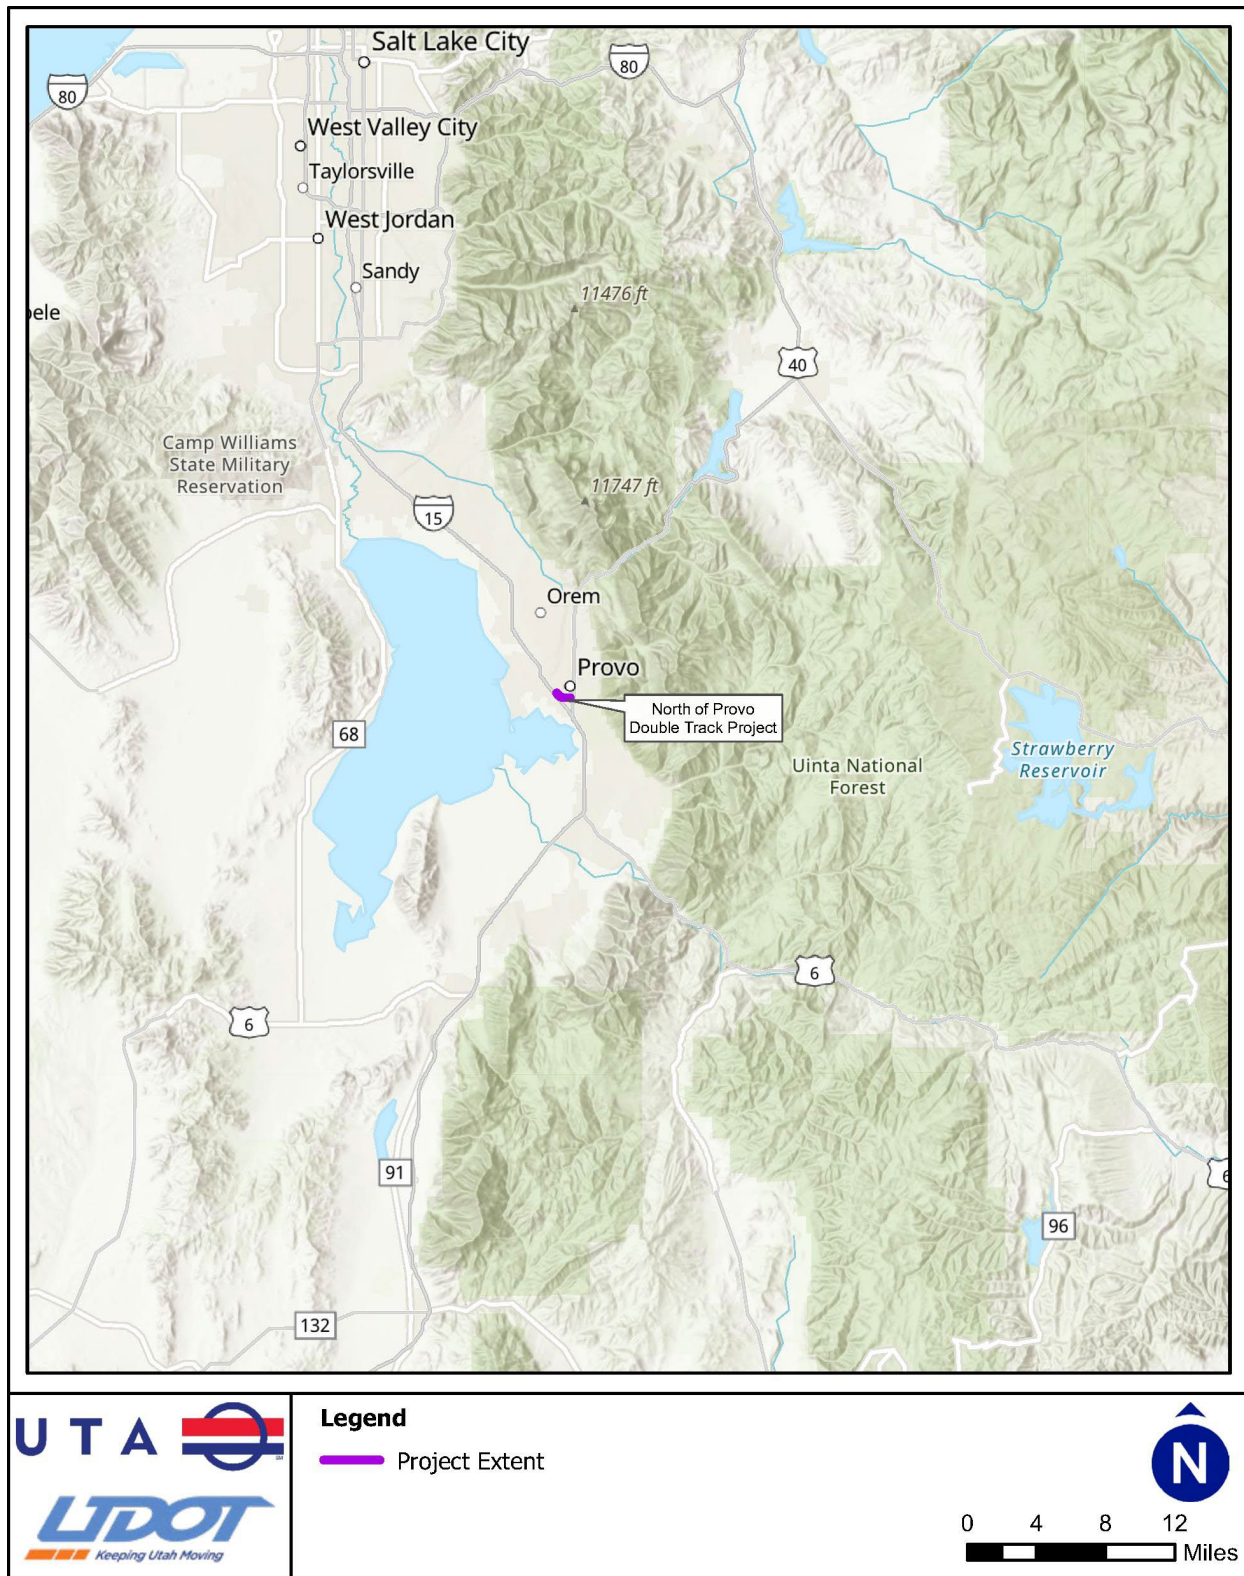 Salt Lake City
80
80
West Valley City
Taylorsville
West Jordan
Sandy
11476 ft
40
Camp Williams
State Military
Reservation
11747 ft
15
Orem
Provo
North of Provo
Double Track Project
68
Strawberry
Reservoir
Uinta National
Forest
6
6
91
6
96
132
UTA
SM
UDOT
Keeping Utah Moving
Legend
Project Extent
N
0 4 8 12
Miles